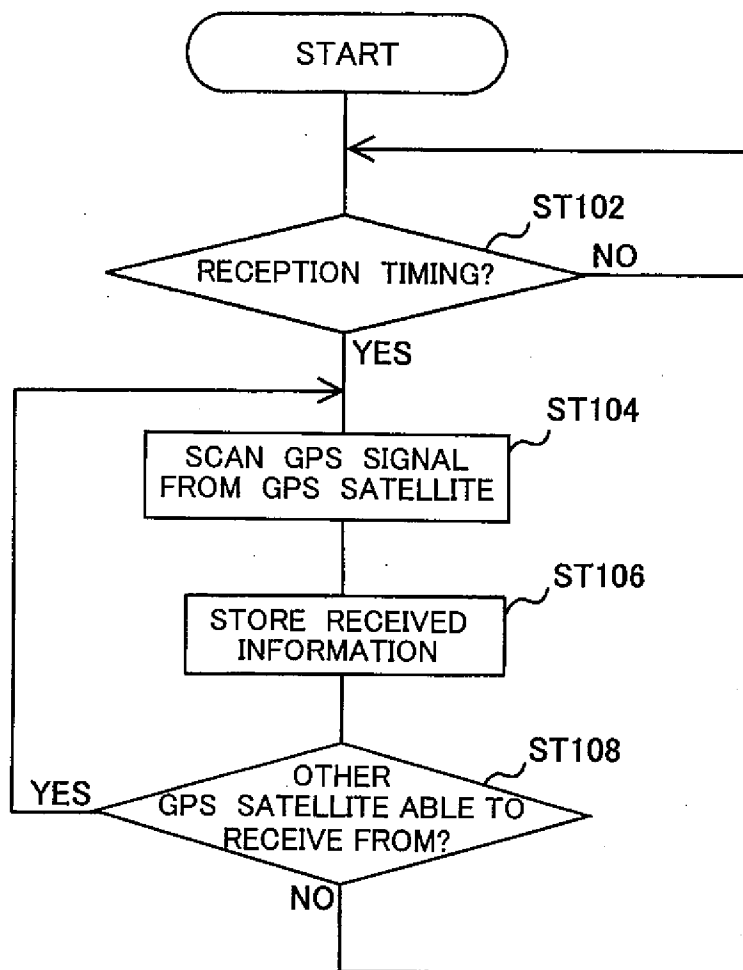 START
ST102
RECEPTION TIMING?
NO
YES
ST104
SCAN GPS SIGNAL
FROM GPS SATELLITE
ST106
STORE RECEIVED
INFORMATION
ST108
OTHER
YES
GPS SATELLITE ABLE TO
RECEIVE FROM?
NO